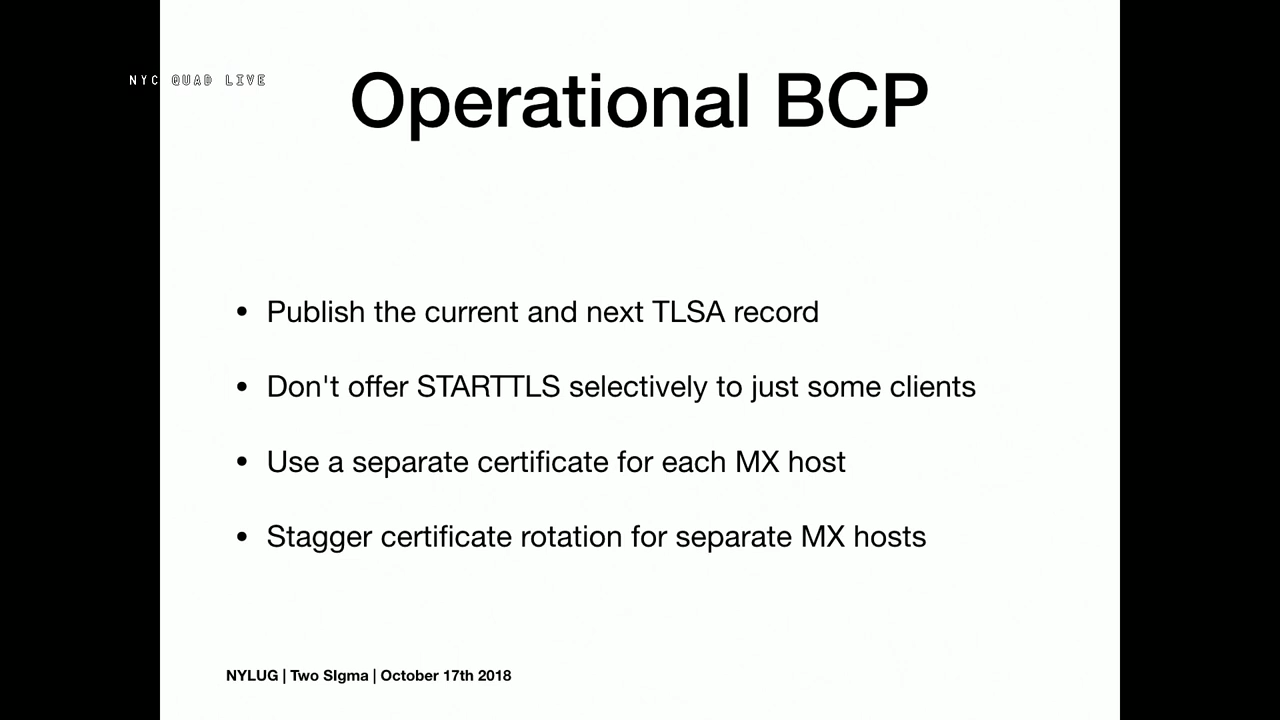 NYC QUAD LIVE
Operational BCP
• Publish the current and next TLSA record
• Don't offer STARTTLS selectively to just some clients
• Use a separate certificate for each MX host
• Stagger certificate rotation for separate MX hosts
NYLUG | Two SIgma | October 17th 2018